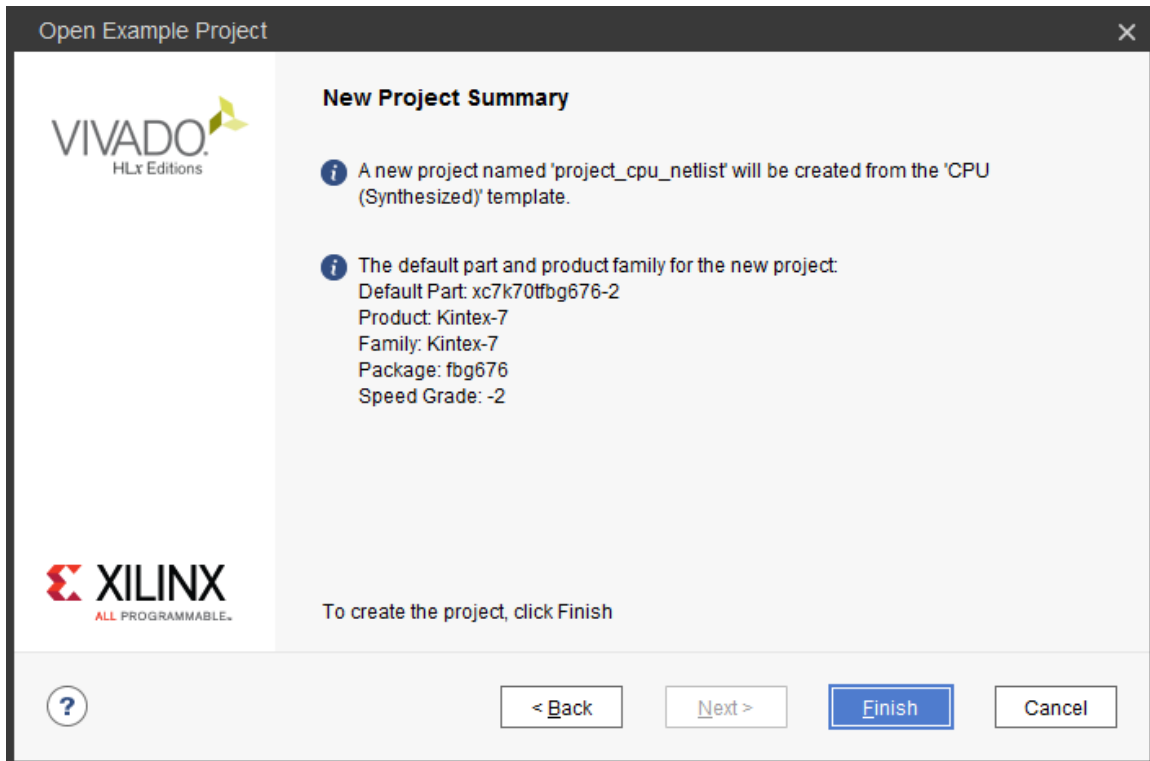 Open Example Project
VIVADO.
HLx Editions
New Project Summary
A new project named 'project_cpu_netlist' will be created from the 'CPU
(Synthesized)' template.
The default part and product family for the new project:
Default Part: xc7k70tfbg676-2
Product: Kintex-7
Family: Kintex-7
Package: fbg676
Speed Grade: -2
XILINX
ALL PROGRAMMABLE™
To create the project, click Finish
?
< Back
Next >
Finish
Cancel